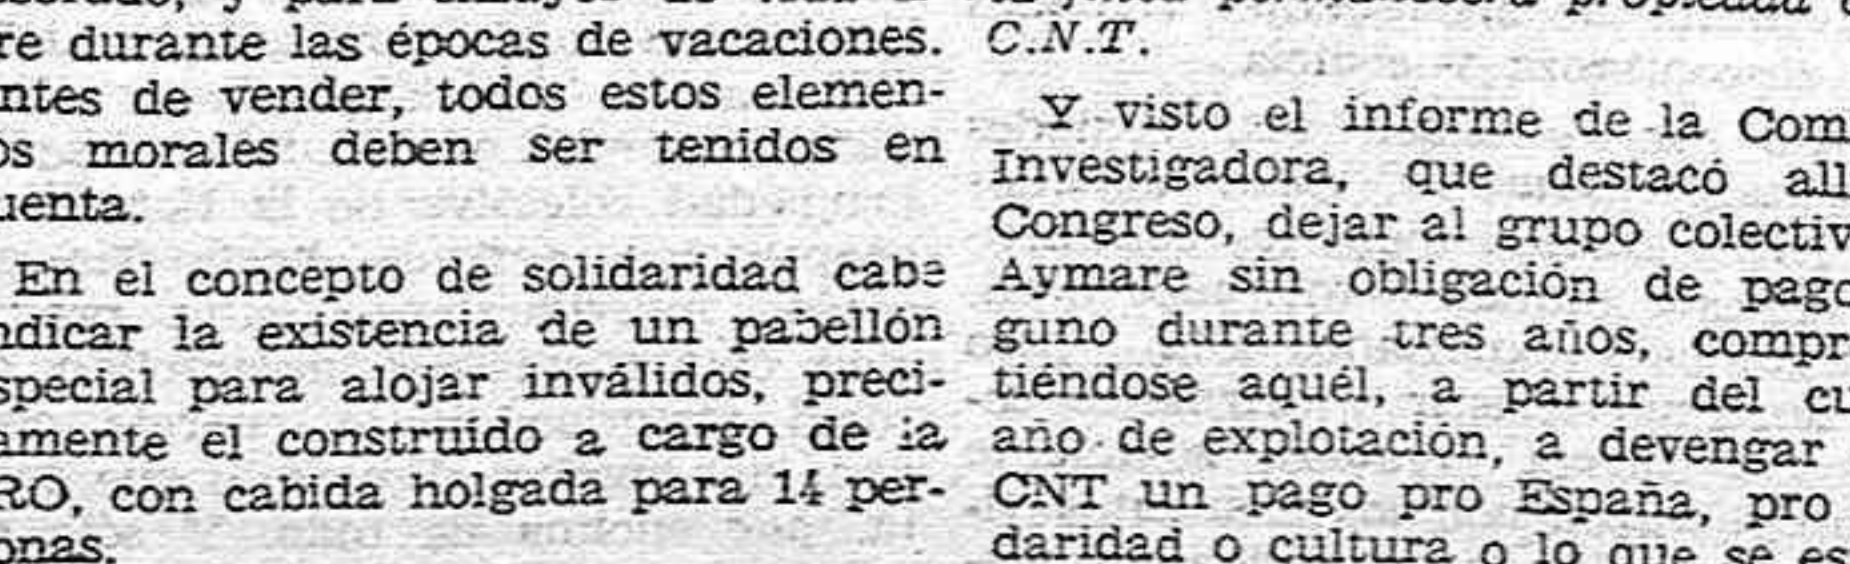 re durante las épocas de vacaciones.
ntes de vender, todos estos elemen-
os morales deben ser tenidos en
uenta.
En el concepto de solidaridad cabe
ndicar la existencia de un pabellón
special para alojar inválidos, preci-
amente el construído a cargo de la
RO, con cabida holgada para 14 per-
onas.
propiedad
C.N.T.
Y visto el informe de la Com
Investigadora, que destacó all
Congreso, dejar al grupo colectiv
Aymare sin obligación de pago
guno durante tres años, compr
tiéndose aquél, a partir del cu
año de explotación, a devengar
CNT un pago pro España, pro
daridad o cultura o lo que se es